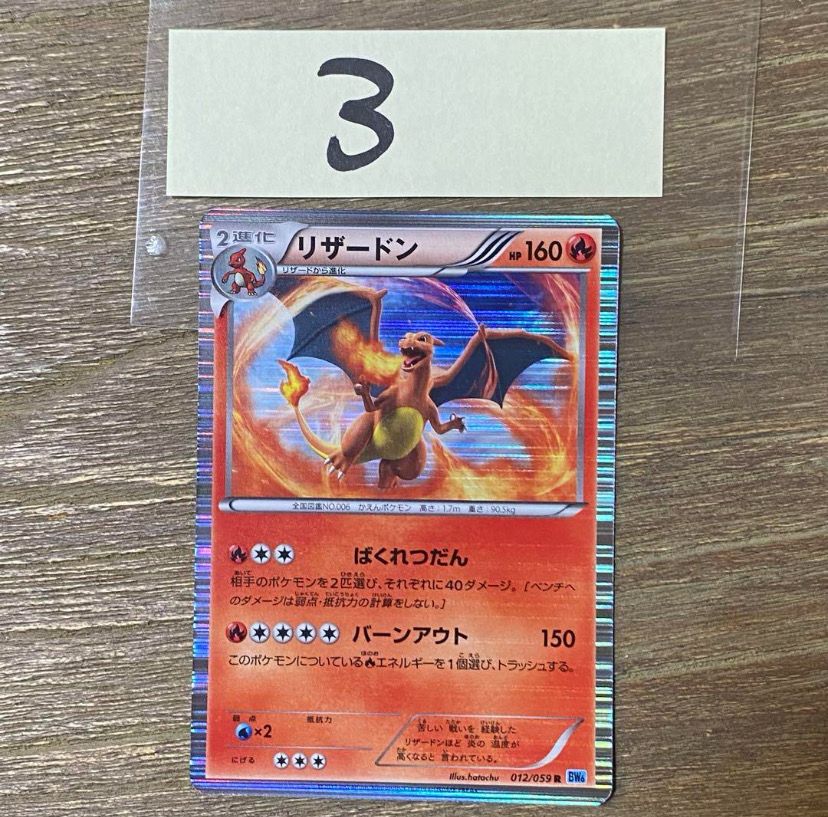 3
2進化 リザードン HP160
リザードから進化
全国図鑑NO.006 かえんポケモン 高さ:1.7m 重さ:90.5kg
ばくれつだん
相手のポケモンを2匹選び、それぞれに40ダメージ。[ベンチへ
のダメージは弱点・抵抗力の計算をしない。]
バーンアウト 150
このポケモンについている エネルギーを1個選び、トラッシュする。
弱点 抵抗力
×2
にげる
苦しい 戦いを 経験した
リザードンほど 炎の 温度が
高くなると 言われている。
Illus.hatachu 012/059 R BW6